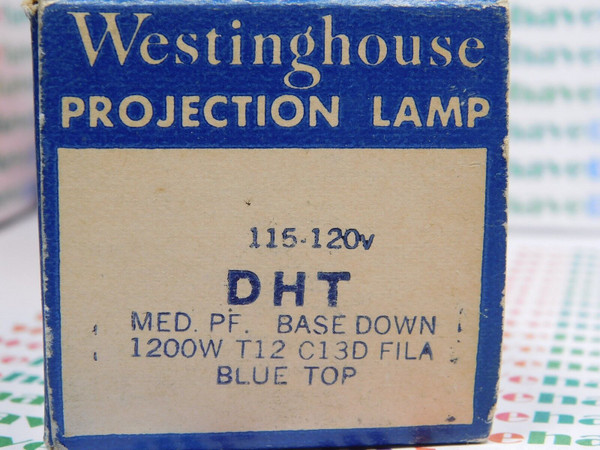 Westinghouse
PROJECTION LAMP
115-120v
DHT
MED. PF. BASE DOWN
1200W T12 C13D FILA
BLUE TOP